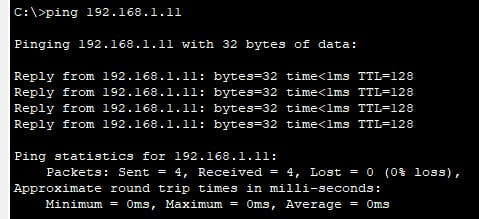 C:\>ping 192.168.1.11
Pinging 192.168.1.11 with 32 bytes of data:
Reply from 192.168.1.11: bytes=32 time<1ms TTL=128
Reply from 192.168.1.11: bytes=32 time<1ms TTL=128
Reply from 192.168.1.11: bytes=32 time<1ms TTL=128
Reply from 192.168.1.11: bytes=32 time<1ms TTL=128
Ping statistics for 192.168.1.11:
Packets: Sent = 4, Received = 4, Lost = 0 (0% loss),
Approximate round trip times in milli-seconds:
Minimum = 0ms, Maximum = 0ms, Average = 0ms